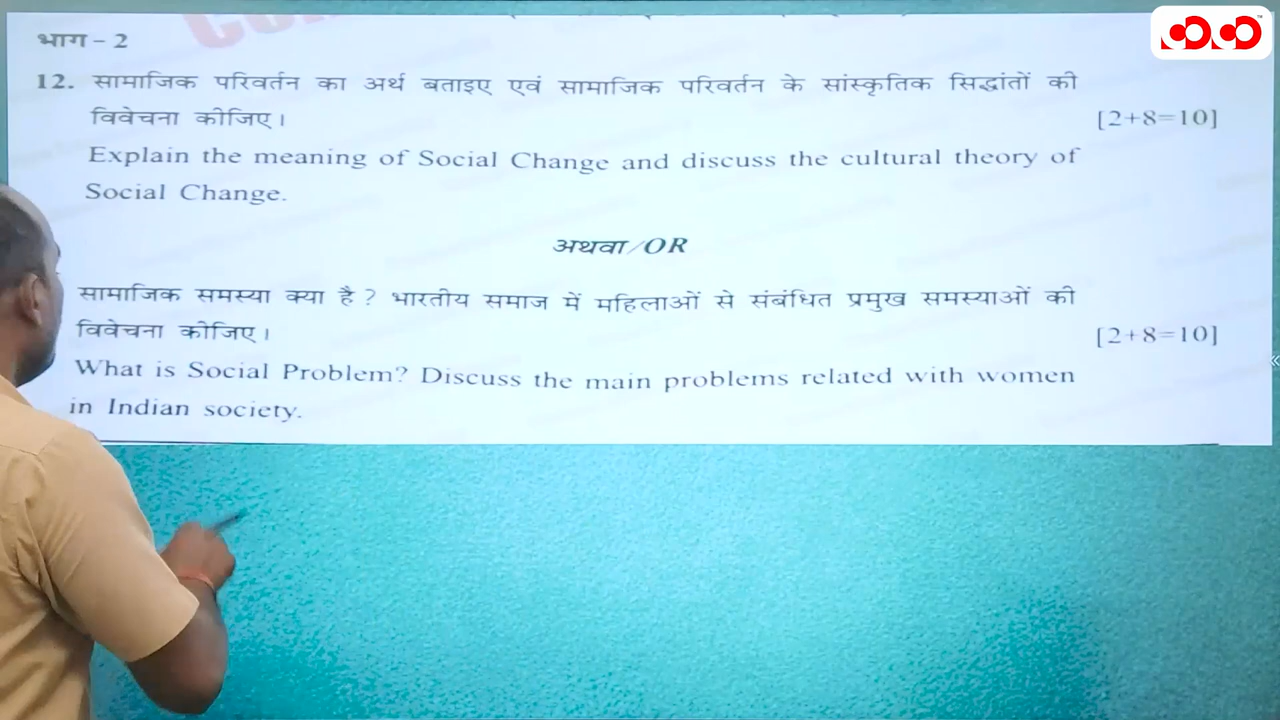 भाग – 2
12. सामाजिक परिवर्तन का अर्थ बताइए एवं सामाजिक परिवर्तन के सांस्कृतिक सिद्धांतों की
विवेचना कीजिए। [2+8=10]
Explain the meaning of Social Change and discuss the cultural theory of
Social Change.
अथवा/OR
सामाजिक समस्या क्या है? भारतीय समाज में महिलाओं से संबंधित प्रमुख समस्याओं की
विवेचना कीजिए। [2+8=10]
What is Social Problem? Discuss the main problems related with women
in Indian society.